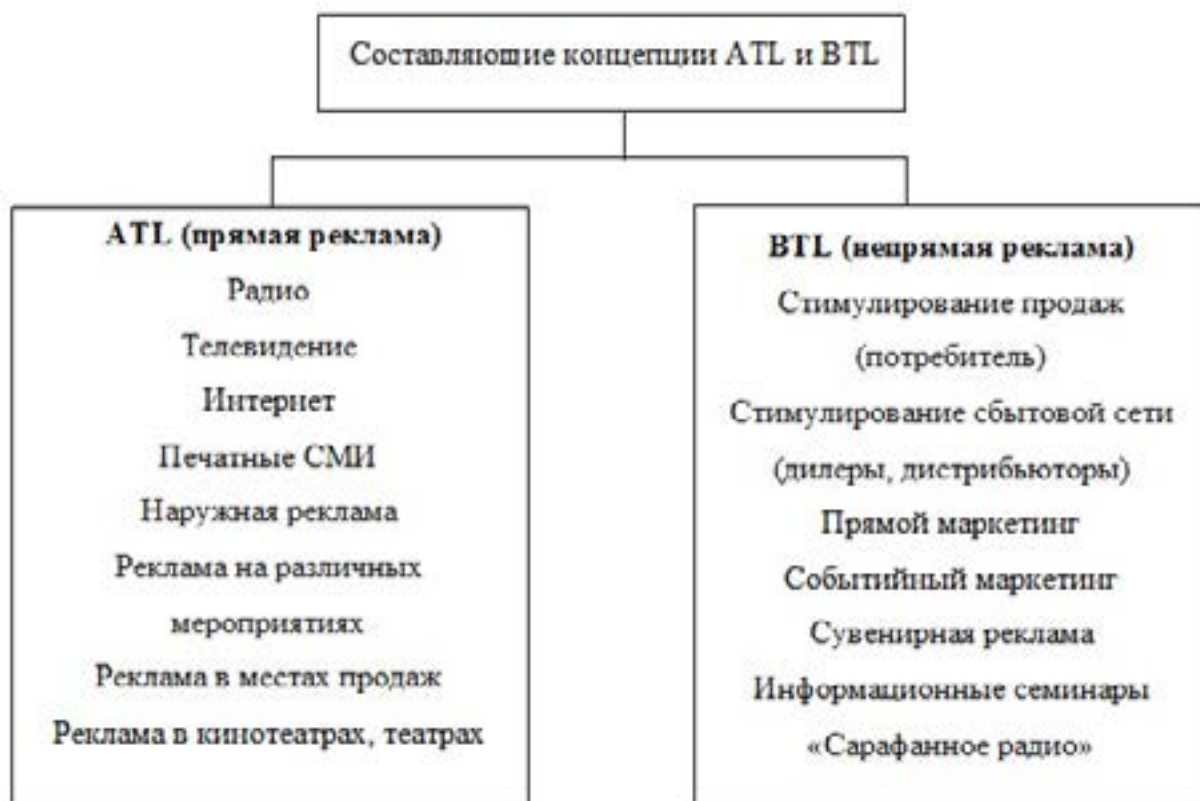 Составляющие концепции ATL и BTL
ATL (прямая реклама)
Радио
Телевидение
Интернет
Печатные СМИ
Наружная реклама
Реклама на различных
мероприятиях
Реклама в местах продаж
Реклама в кинотеатрах, театрах
BTL (непрямая реклама)
Стимулирование продаж
(потребитель)
Стимулирование сбытовой сети
(дилеры, дистрибьюторы)
Прямой маркетинг
Событийный маркетинг
Сувенирная реклама
Информационные семинары
«Сарафанное радио»